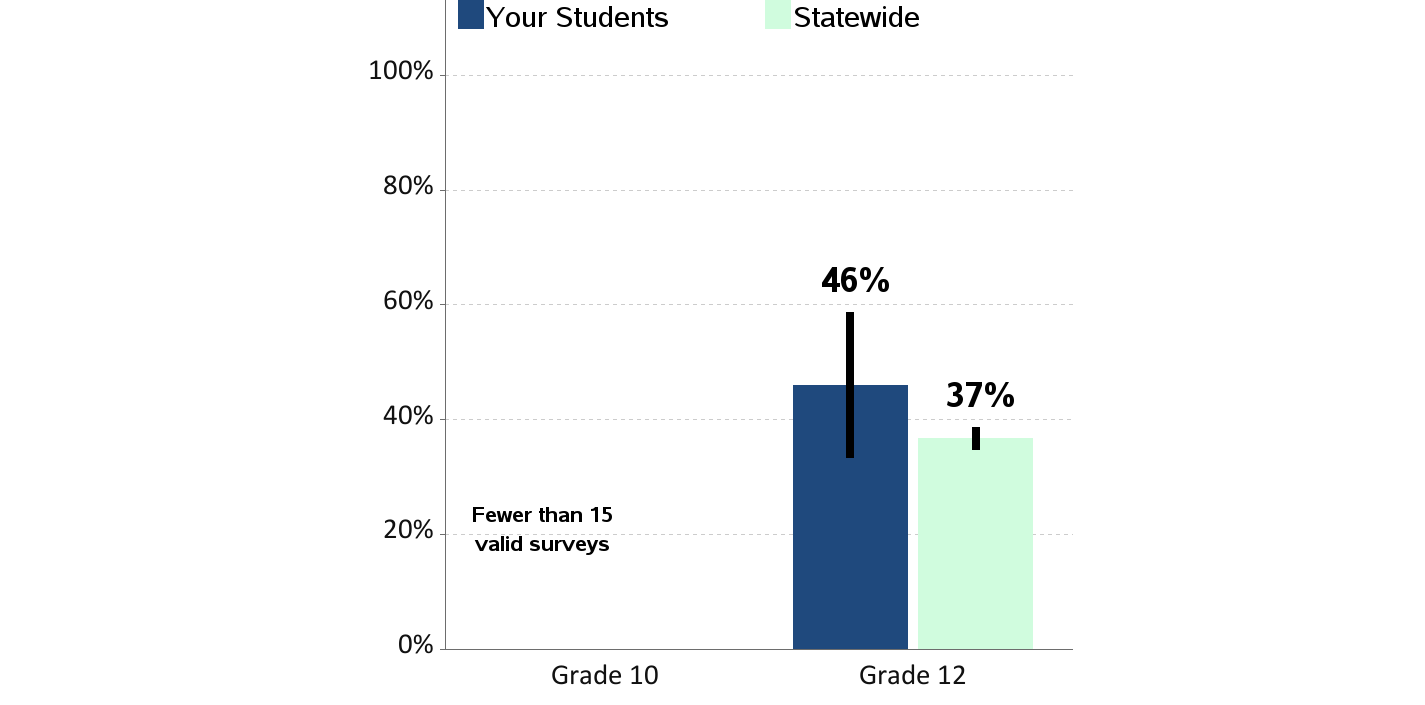 Your Students Statewide
100%
80%
60%
40%
20%
0%
46%
37%
Fewer than 15
valid surveys
Grade 10 Grade 12